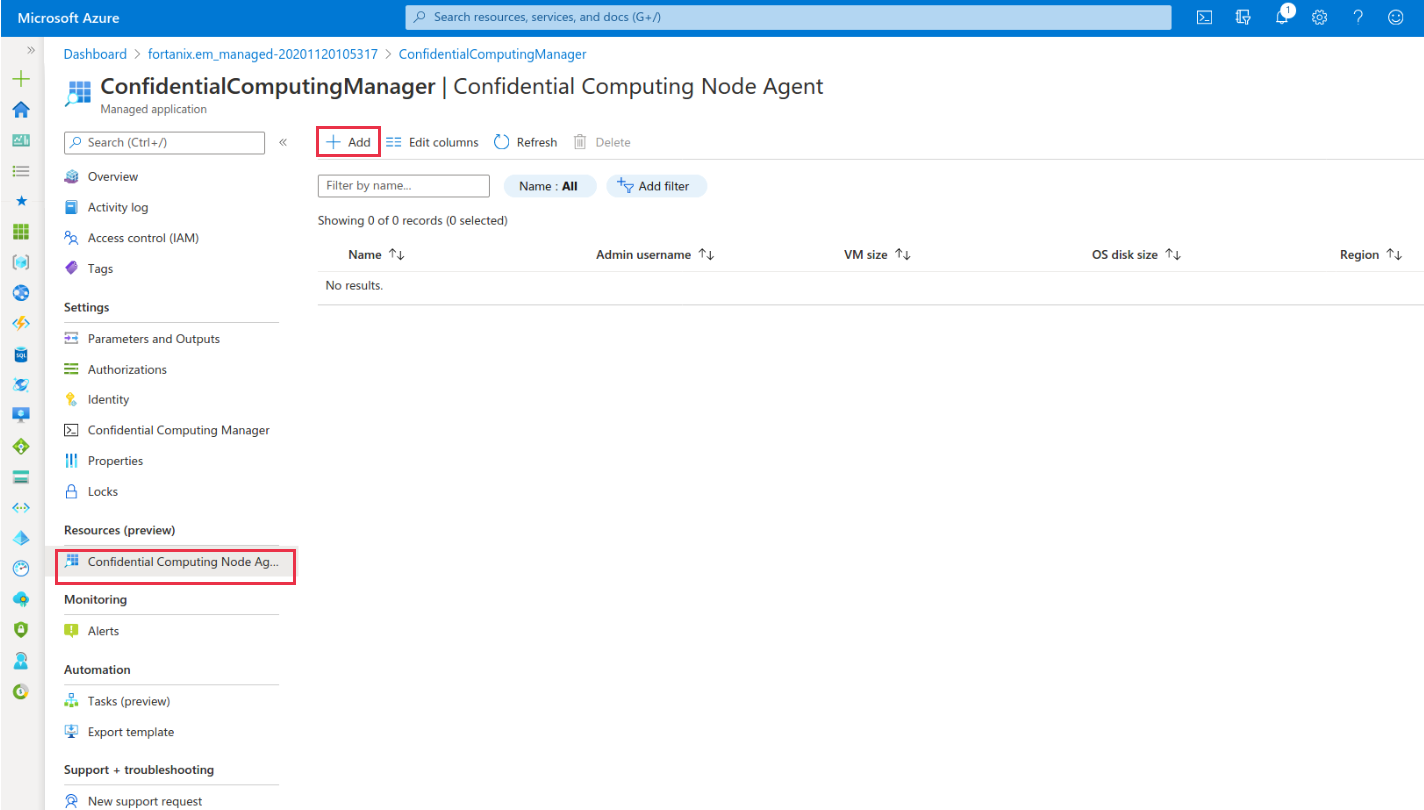 Microsoft Azure
Search resources, services, and docs (G+/)
1
Dashboard > fortanix.em_managed-20201120105317 > ConfidentialComputingManager
ConfidentialComputingManager | Confidential Computing Node Agent
Managed application
Search (Ctrl+/)
Overview
Activity log
Access control (IAM)
Tags
Settings
Parameters and Outputs
Authorizations
Identity
Confidential Computing Manager
Properties
Locks
Resources (preview)
Confidential Computing Node Ag...
Monitoring
Alerts
Automation
Tasks (preview)
Export template
Support + troubleshooting
New support request
Add Edit columns Refresh Delete
Filter by name... Name : All Add filter
Showing 0 of 0 records (0 selected)
Name Admin username VM size OS disk size Region
No results.
SQL